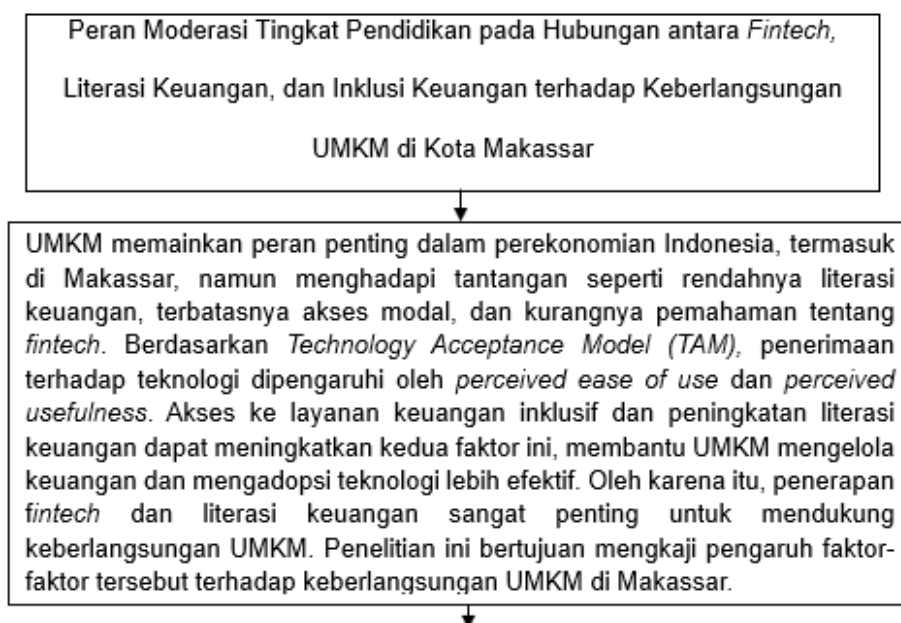 Peran Moderasi Tingkat Pendidikan pada Hubungan antara Fintech,
Literasi Keuangan, dan Inklusi Keuangan terhadap Keberlangsungan
UMKM di Kota Makassar
UMKM memainkan peran penting dalam perekonomian Indonesia, termasuk
di Makassar, namun menghadapi tantangan seperti rendahnya literasi
keuangan, terbatasnya akses modal, dan kurangnya pemahaman tentang
fintech. Berdasarkan Technology Acceptance Model (TAM), penerimaan
terhadap teknologi dipengaruhi oleh perceived ease of use dan perceived
usefulness. Akses ke layanan keuangan inklusif dan peningkatan literasi
keuangan dapat meningkatkan kedua faktor ini, membantu UMKM mengelola
keuangan dan mengadopsi teknologi lebih efektif. Oleh karena itu, penerapan
fintech dan literasi keuangan sangat penting untuk mendukung
keberlangsungan UMKM. Penelitian ini bertujuan mengkaji pengaruh faktor-
faktor tersebut terhadap keberlangsungan UMKM di Makassar.